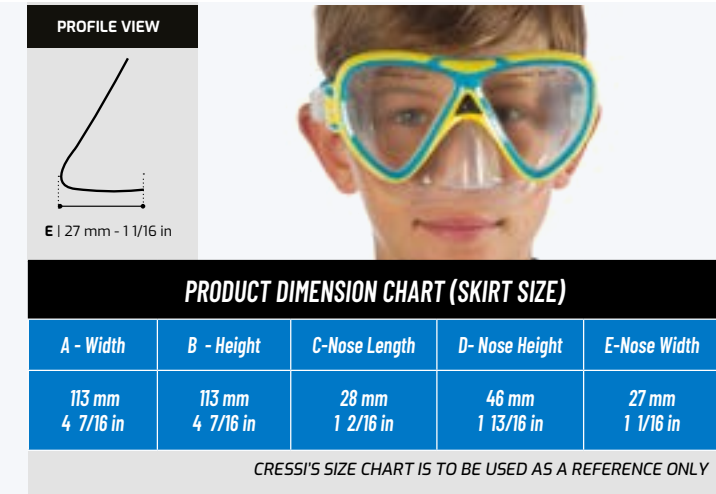 PROFILE VIEW
E | 27 mm - 1 1/16 in
PRODUCT DIMENSION CHART (SKIRT SIZE)
A - Width B - Height C-Nose Length D- Nose Height E-Nose Width
113 mm 113 mm 28 mm 46 mm 27 mm
4 7/16 in 4 7/16 in 1 2/16 in 1 13/16 in 1 1/16 in
CRESSI'S SIZE CHART IS TO BE USED AS A REFERENCE ONLY